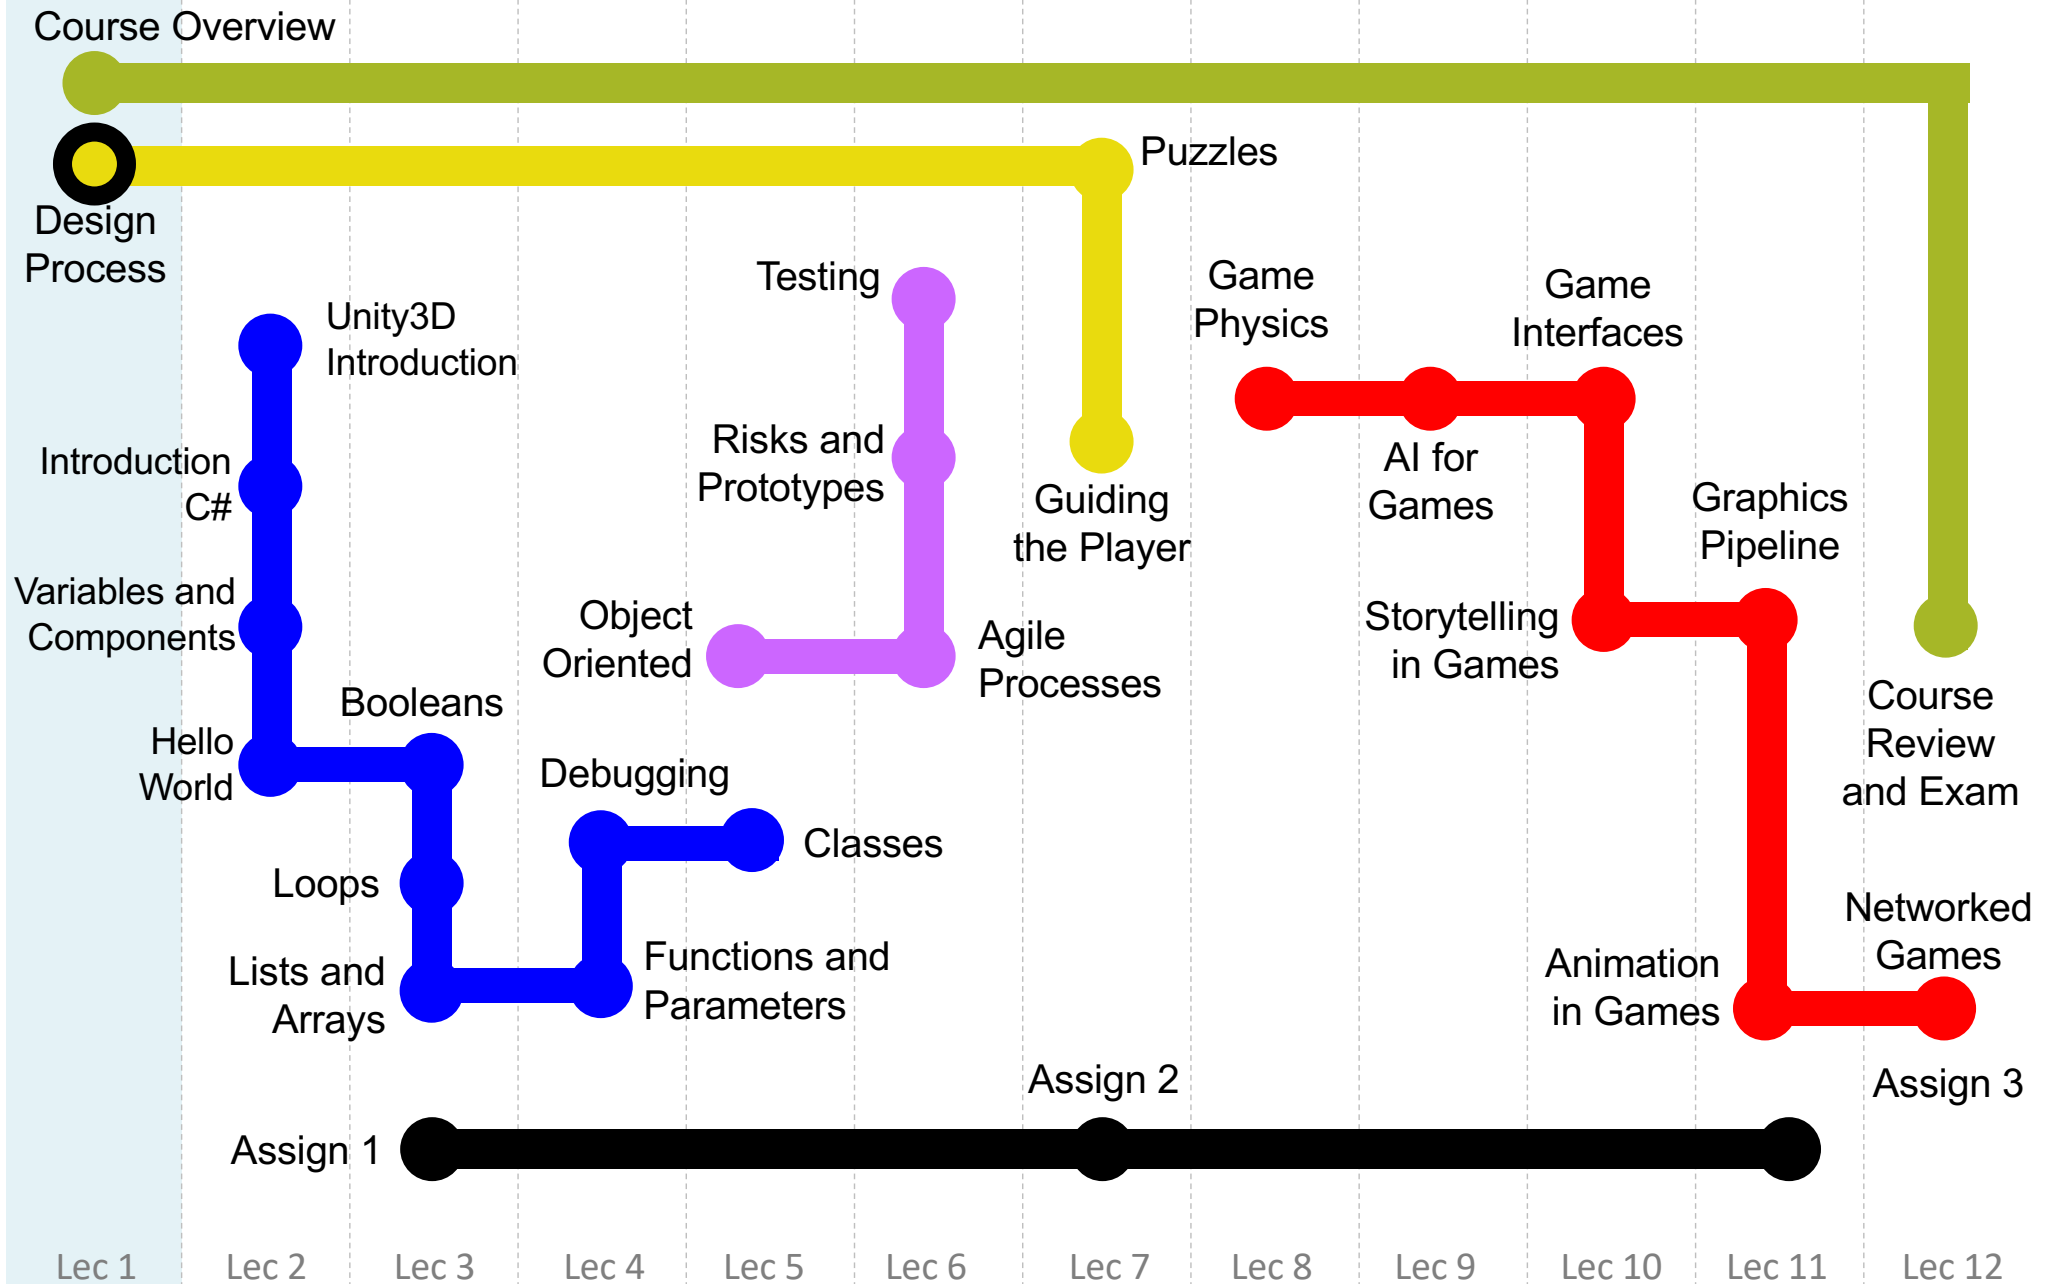 Course Overview
Puzzles
Design
Process
Unity3D
Introduction
Testing
Game
Physics
Game
Interfaces
Introduction
C#
Risks and
Prototypes
Guiding
the Player
AI for
Games
Graphics
Pipeline
Variables and
Components
Object
Oriented
Agile
Processes
Storytelling
in Games
Course
Review
and Exam
Booleans
Hello
World
Debugging
Classes
Loops
Lists and
Arrays
Functions and
Parameters
Animation
in Games
Networked
Games
Assign 1
Assign 2
Assign 3
Lec 1
Lec 2
Lec 3
Lec 4
Lec 5
Lec 6
Lec 7
Lec 8
Lec 9
Lec 10
Lec 11
Lec 12